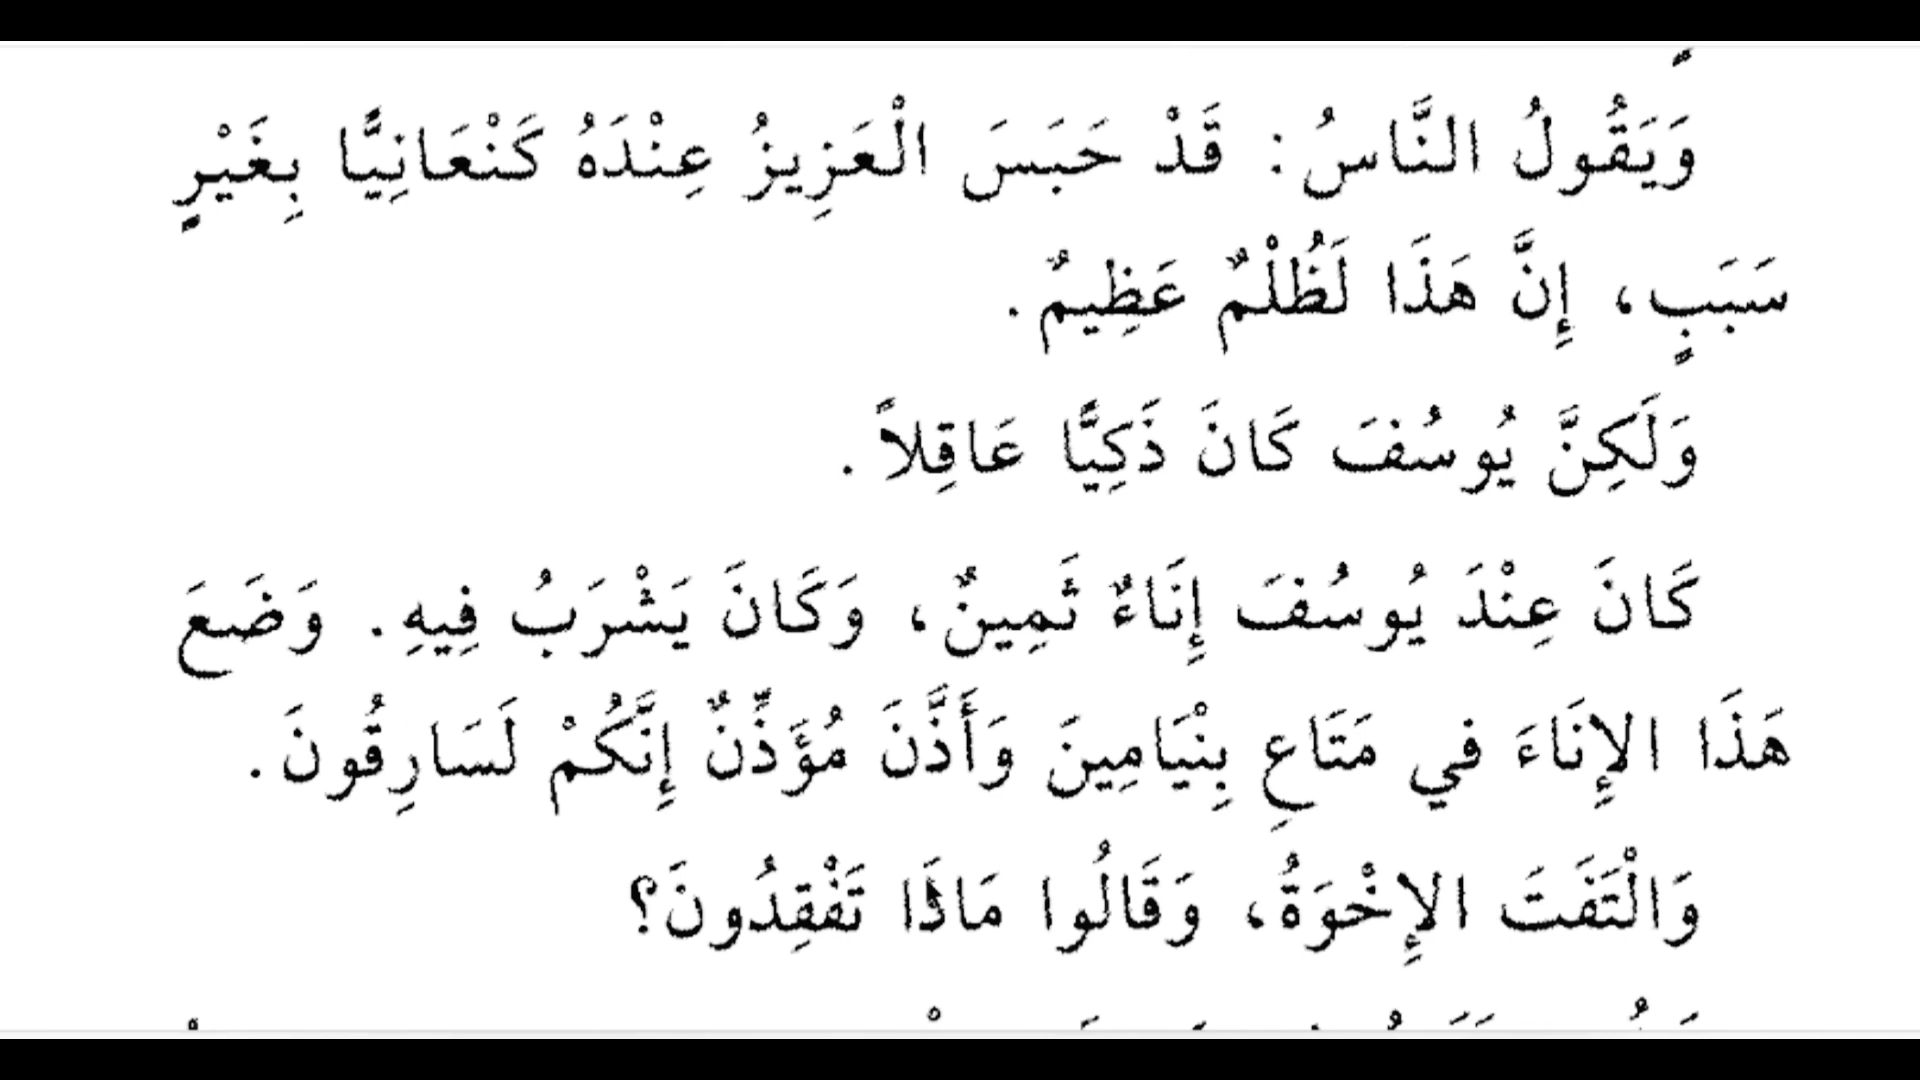 وَيَقُولُ النَّاسُ: قَدْ حَبَسَ الْعَزِيزُ عِنْدَهُ كَنْعَانِيًّا بِغَيْرِ
سَبَبٍ، إِنَّ هَذَا لَظُلْمٌ عَظِيمٌ.
وَلَكِنَّ يُوسُفَ كَانَ ذَكِيًّا عَاقِلاً.
كَانَ عِنْدَ يُوسُفَ إِنَاءٌ ثَمِينٌ، وَكَانَ يَشْرَبُ فِيهِ. وَضَعَ
هَذَا الإِنَاءَ في مَتَاعِ بِنْيَامِينَ وَأَذَّنَ مُؤَذِّنٌ إِنَّكُمْ لَسَارِقُونَ.
وَالْتَفَتَ الإِخْوَةُ، وَقَالُوا مَاذَا تَفْقِدُونَ؟